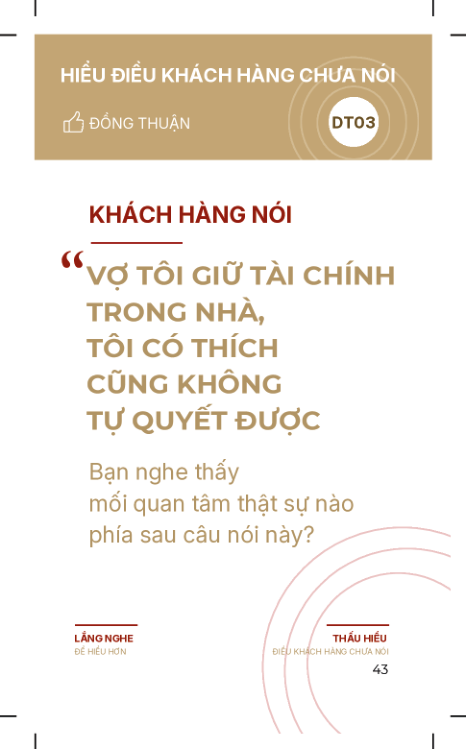 HIỂU ĐIỀU KHÁCH HÀNG CHƯA NÓI
ĐỒNG THUẬN
DT03
KHÁCH HÀNG NÓI
“VỢ TÔI GIỮ TÀI CHÍNH
TRONG NHÀ,
TÔI CÓ THÍCH
CŨNG KHÔNG
TỰ QUYẾT ĐƯỢC
Bạn nghe thấy
mối quan tâm thật sự nào
phía sau câu nói này?
LẮNG NGHE
ĐỂ HIỂU HƠN
THẤU HIỂU
ĐIỀU KHÁCH HÀNG CHƯA NÓI
43